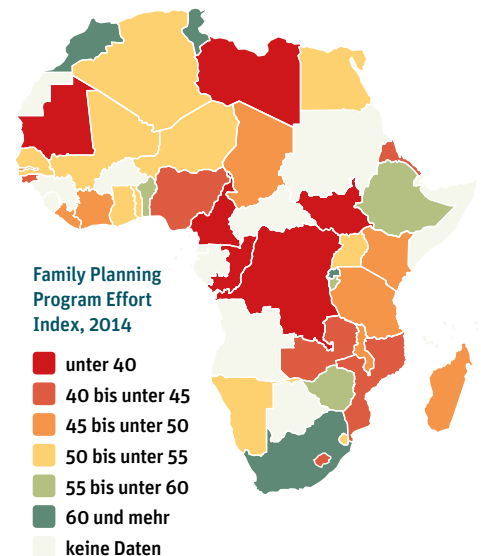 Family Planning
Program Effort
Index, 2014
unter 40
40 bis unter 45
45 bis unter 50
50 bis unter 55
55 bis unter 60
60 und mehr
keine Daten